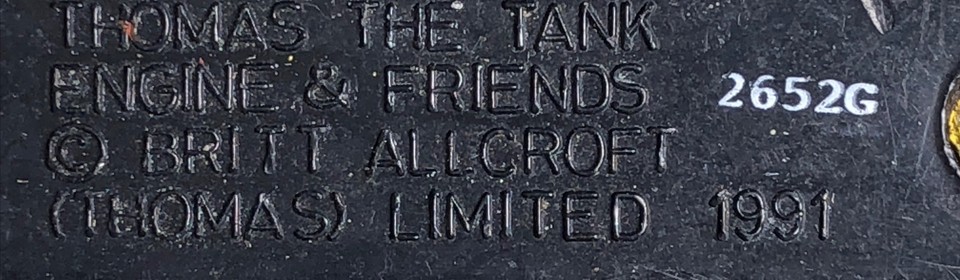 THOMAS THE TANK
ENGINE & FRIENDS 2652G
© BRITT ALLCROFT
(THOMAS) LIMITED 1991